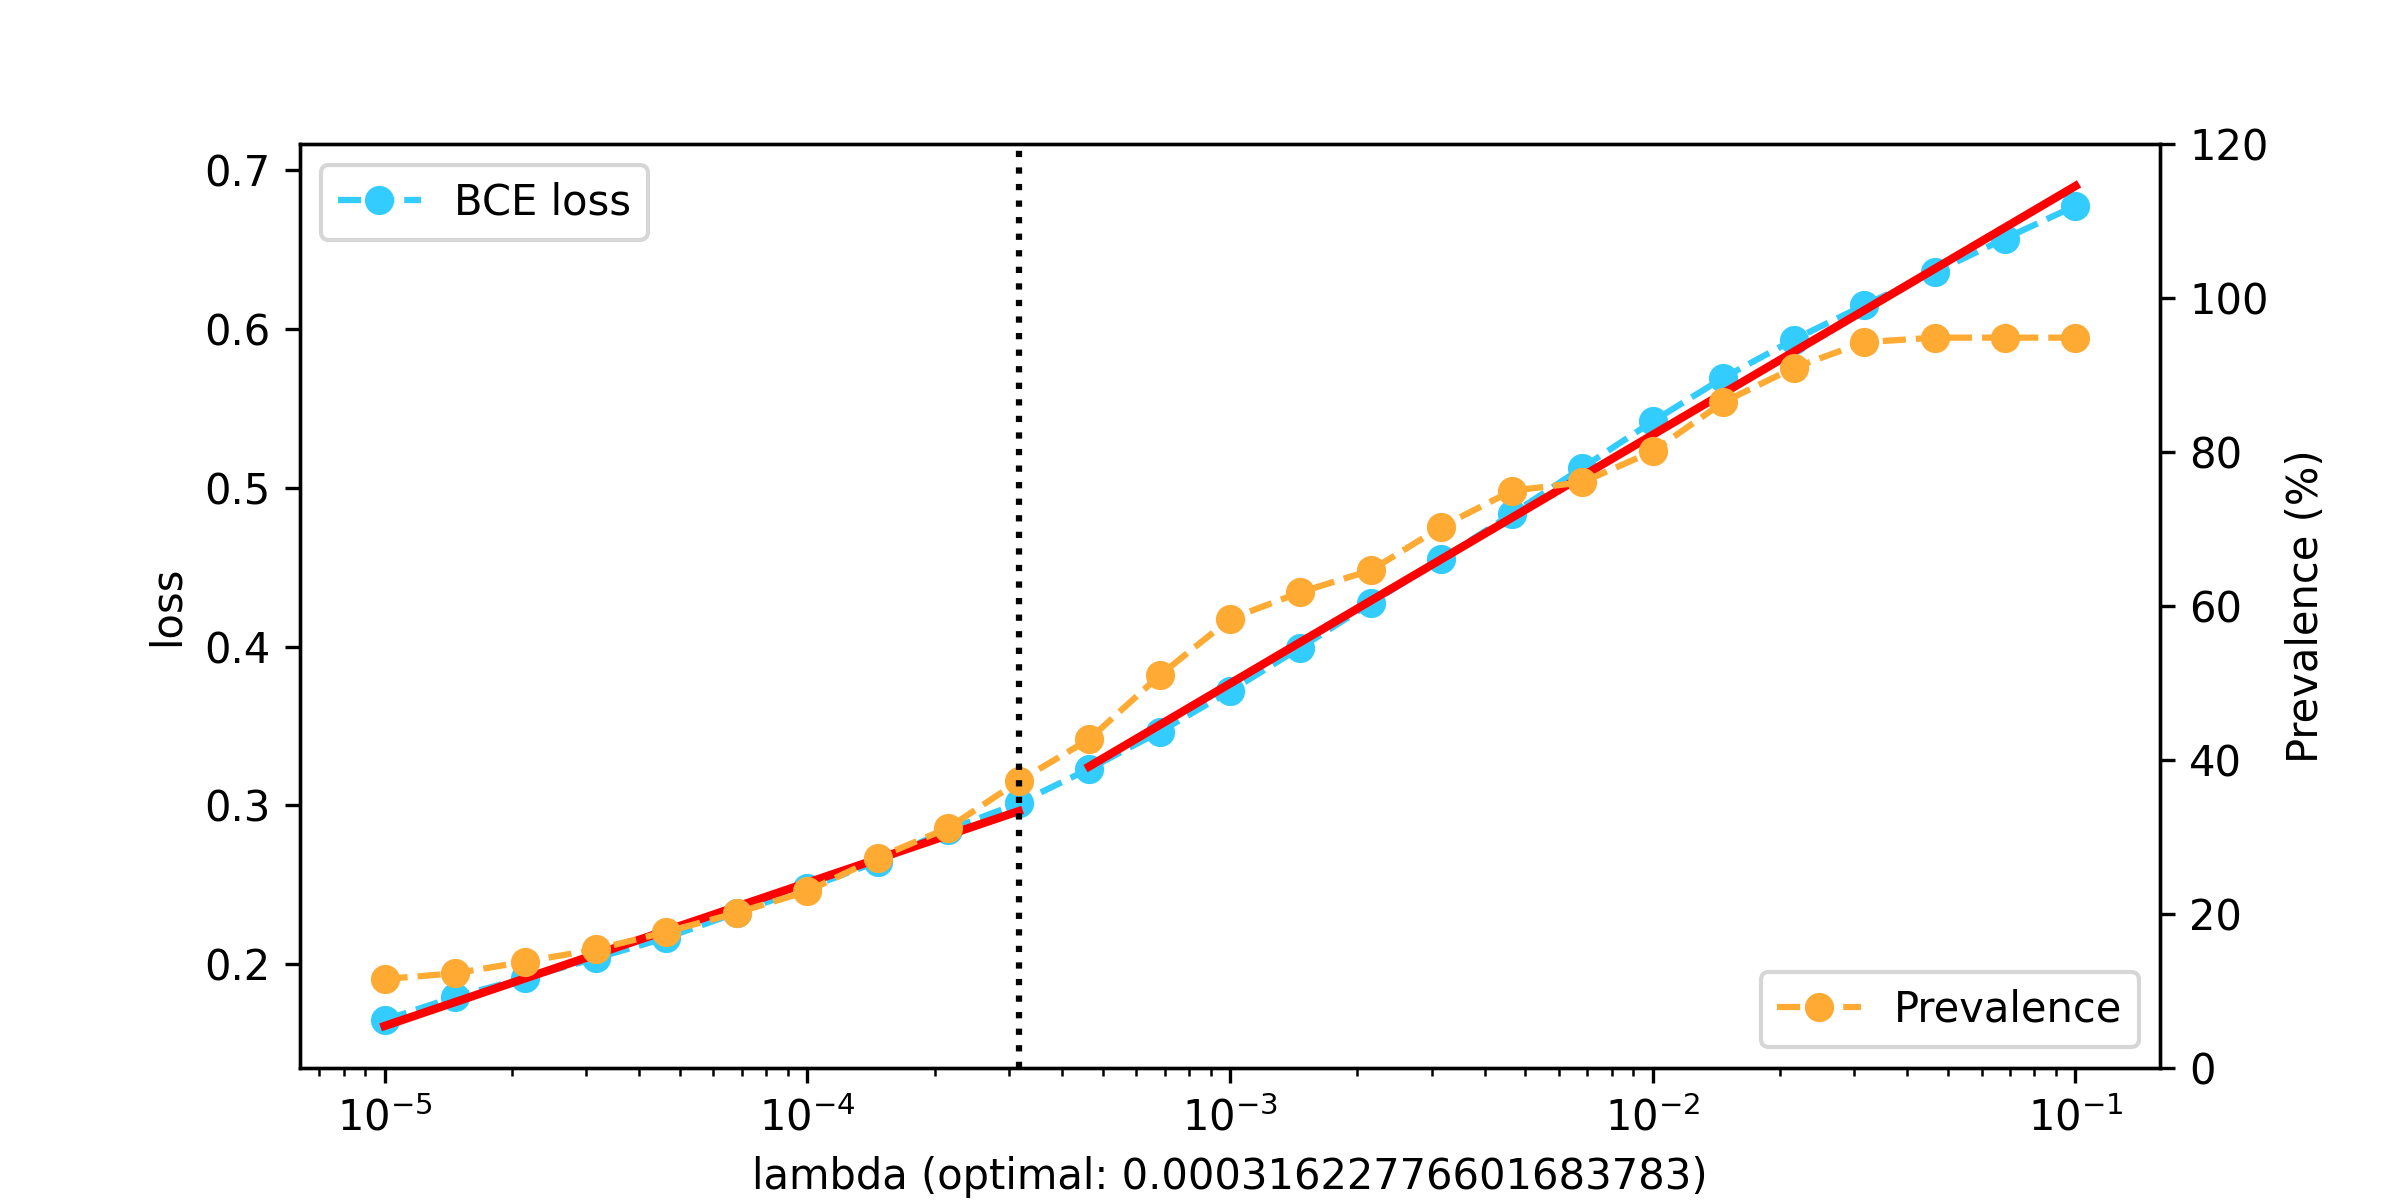 BCE loss
Prevalence
loss
0.7
0.6
0.5
0.4
0.3
0.2
120
100
80
60
40
20
0
Prevalence (%)
10⁻⁵ 10⁻⁴ 10⁻³ 10⁻² 10⁻¹
lambda (optimal: 0.00031622776601683783)